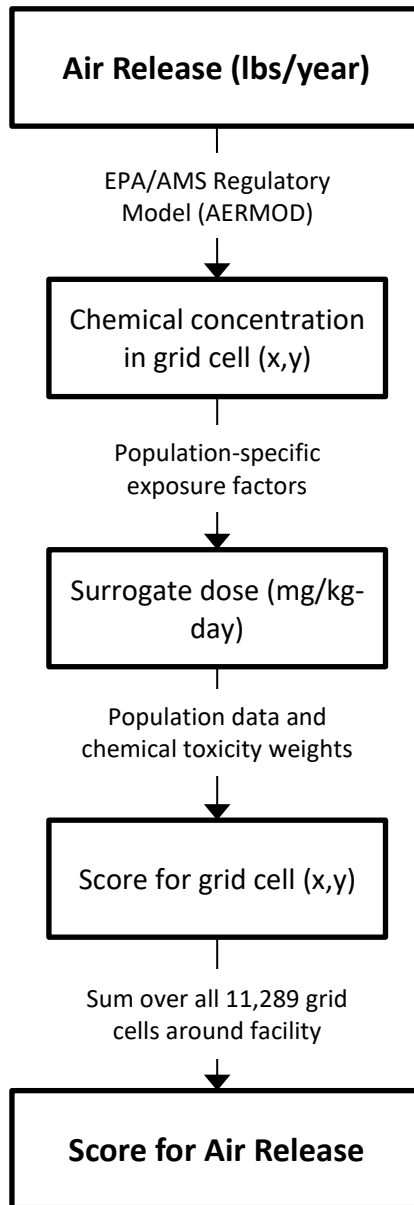 Air Release (lbs/year)
EPA/AMS Regulatory
Model (AERMOD)
Chemical concentration
in grid cell (x,y)
Population-specific
exposure factors
Surrogate dose (mg/kg-
day)
Population data and
chemical toxicity weights
Score for grid cell (x,y)
Sum over all 11,289 grid
cells around facility
Score for Air Release